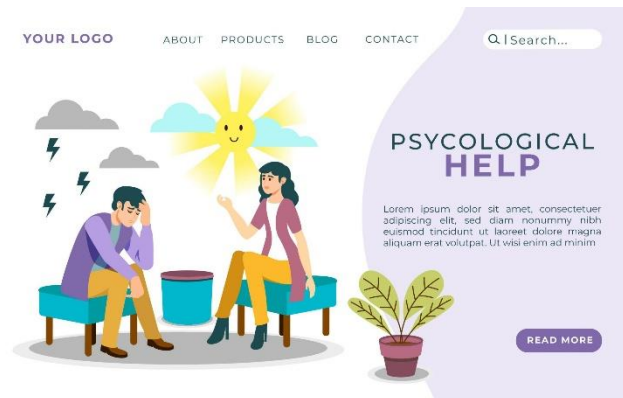 YOUR LOGO
ABOUT PRODUCTS BLOG CONTACT
Search...
PSYCOLOGICAL
HELP
Lorem ipsum dolor sit amet, consectetuer
adipiscing elit, sed diam nonummy nibh
euismod tincidunt ut laoreet dolore magna
aliquam erat volutpat. Ut wisi enim ad minim
READ MORE